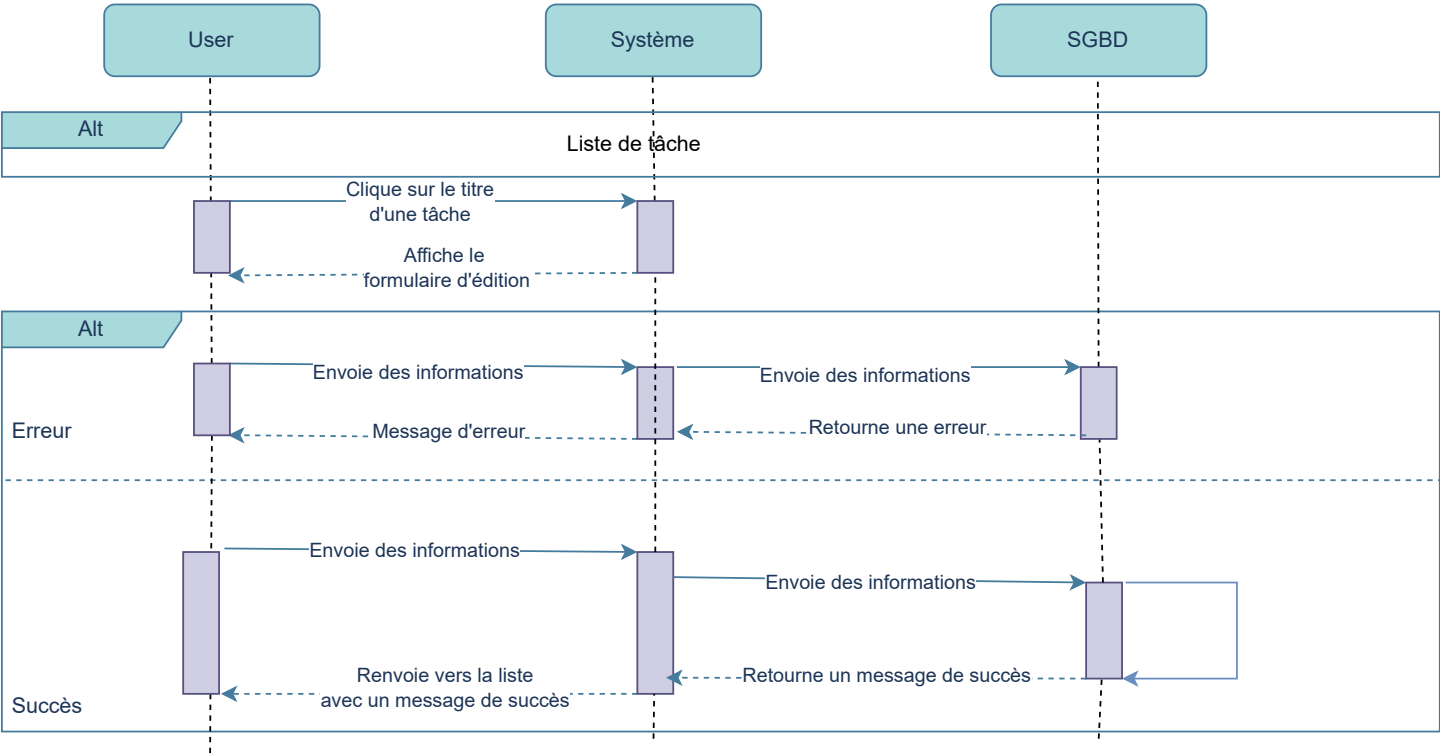 User
Système
SGBD
Alt
Liste de tâche
Clique sur le titre
d'une tâche
Affiche le
formulaire d'édition
Alt
Envoie des informations
Envoie des informations
Erreur
Message d'erreur
Retourne une erreur
Envoie des informations
Envoie des informations
Renvoie vers la liste
avec un message de succès
Retourne un message de succès
Succès